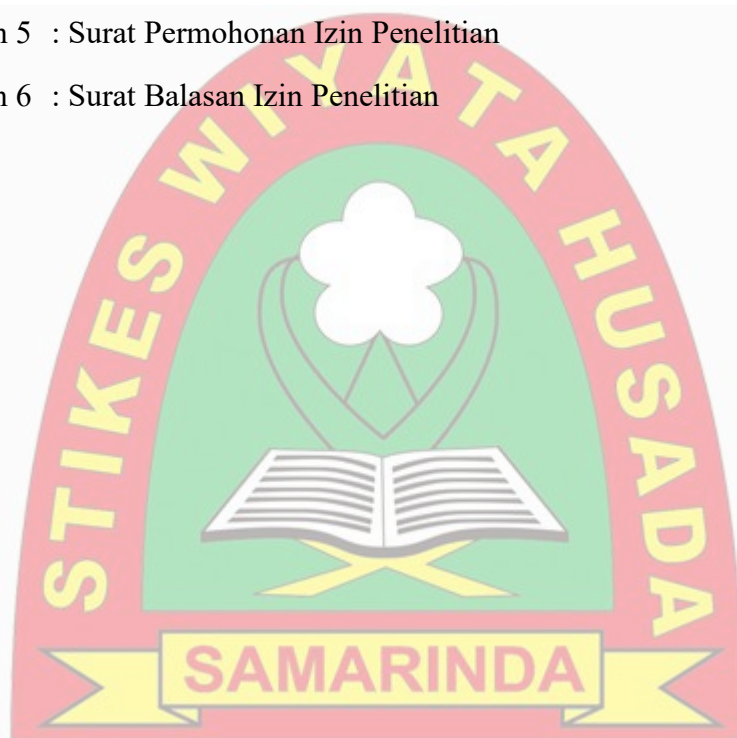 n 5 : Surat Permohonan Izin Penelitian
n 6 : Surat Balasan Izin Penelitian
STIKES WIYATA HUSADA
SAMARINDA